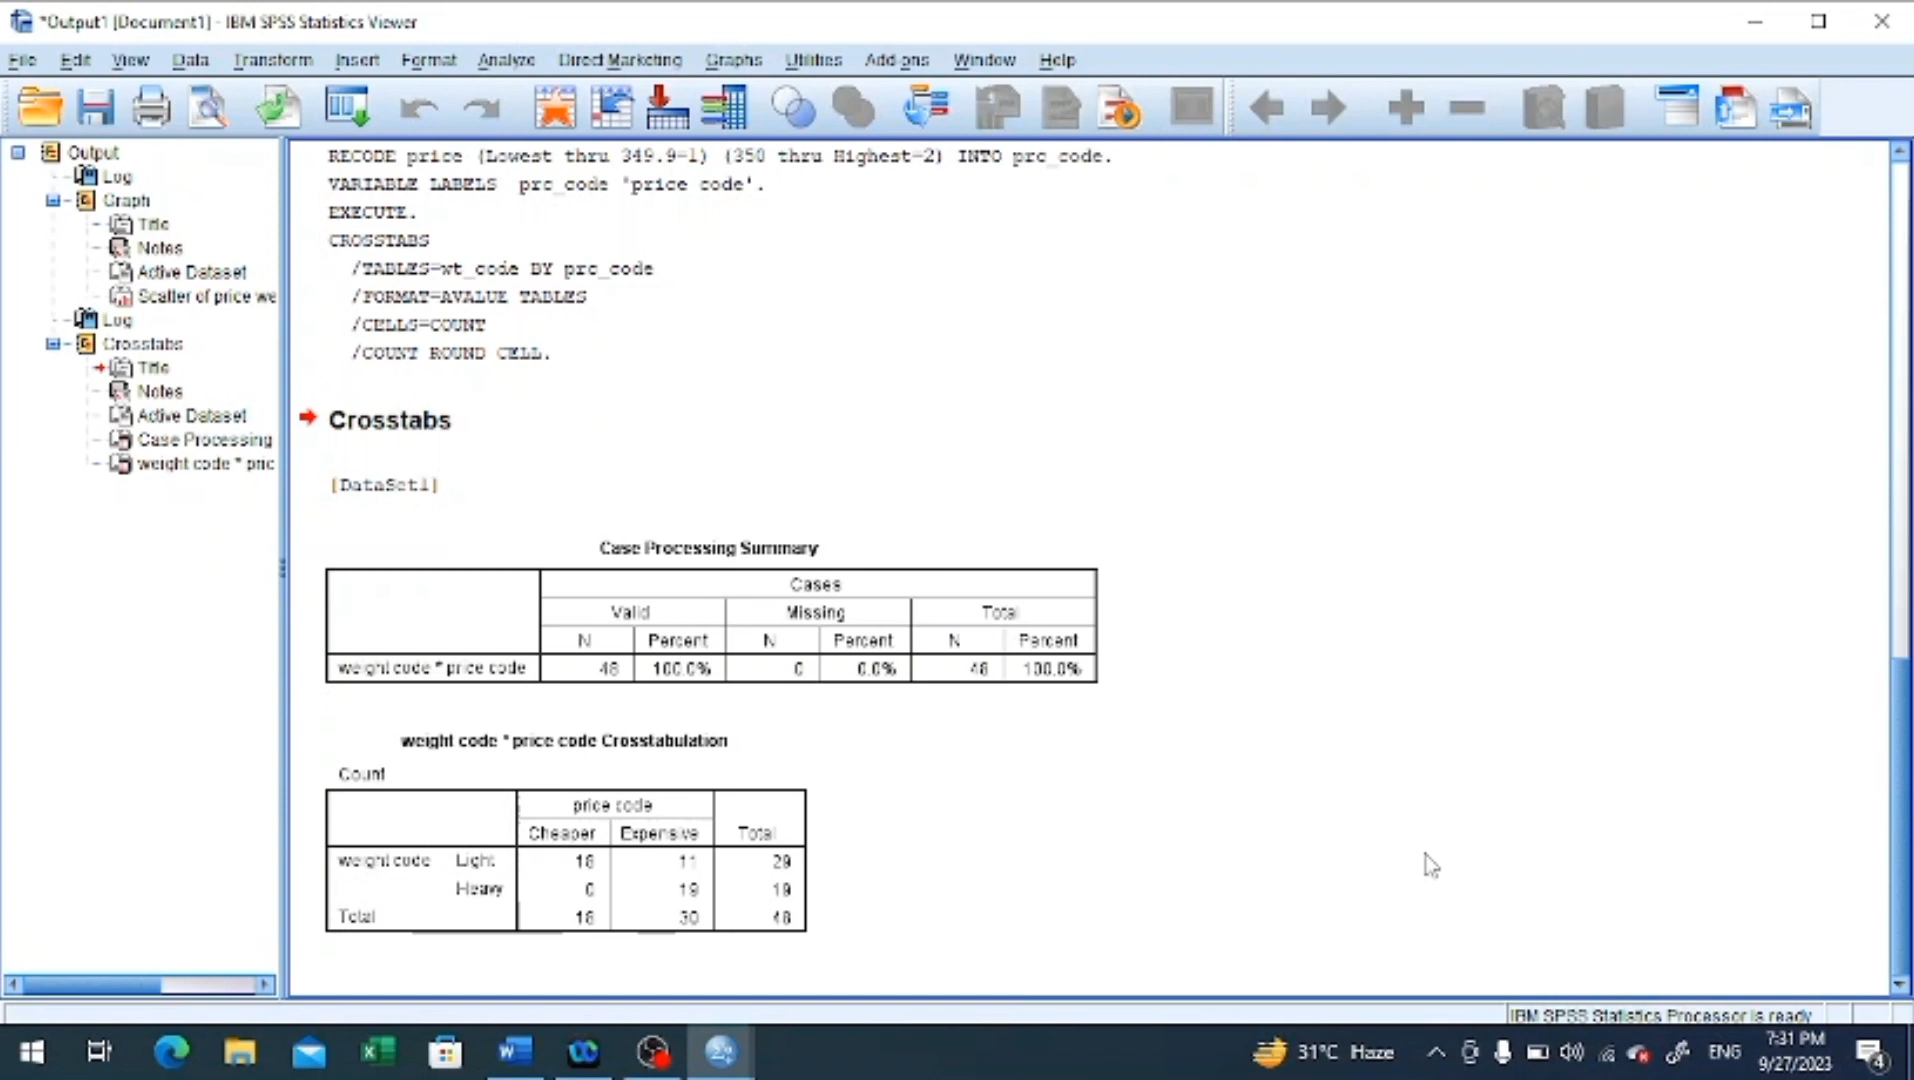 *Output1 [Document1] - IBM SPSS Statistics Viewer
File Edit View Data Transform Insert Format Analyze Direct Marketing Graphs Utilities Add-ons Window Help
Output
Log
Graph
Title
Notes
Active Dataset
Scatter of price we
Log
Crosstabs
Title
Notes
Active Dataset
Case Processing
weight code * pric
RECODE price (Lowest thru 349.9=1) (350 thru Highest=2) INTO prc_code.
VARIABLE LABELS prc_code 'price code'.
EXECUTE.
CROSSTABS
/TABLES=wt_code BY prc_code
/FORMAT=AVALUE TABLES
/CELLS=COUNT
/COUNT ROUND CELL.
Crosstabs
[DataSet1]
Case Processing Summary
Cases
Valid Missing Total
N Percent N Percent N Percent
weight code * price code 48 100.0% 0 0.0% 48 100.0%
weight code * price code Crosstabulation
Count
price code
Cheaper Expensive Total
weight code Light 18 11 29
Heavy 0 19 19
Total 18 30 48
IBM SPSS Statistics Processor is ready
31°C Haze ENG 7:31 PM
9/27/2023 4